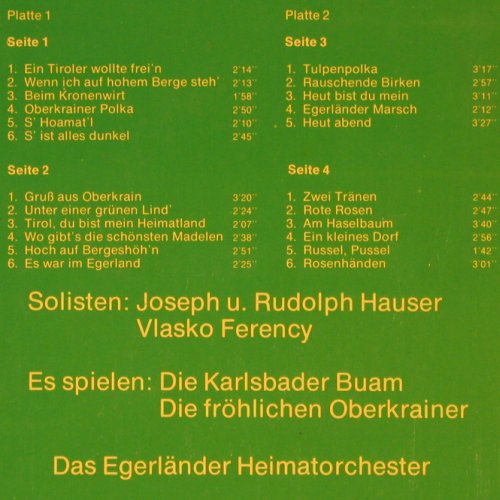 Platte 1
Seite 1
1. Ein Tiroler wollte frei'n 2'14''
2. Wenn ich auf hohem Berge steh' 2'13''
3. Beim Kronenwirt 1'58''
4. Oberkrainer Polka 2'50''
5. S' Hoamat'l 2'10''
6. S' ist alles dunkel 2'45''
Seite 2
1. Gruß aus Oberkrain 3'20''
2. Unter einer grünen Lind' 2'24''
3. Tirol, du bist mein Heimatland 2'07''
4. Wo gibt's die schönsten Madelen 2'38''
5. Hoch auf Bergeshöh'n 2'51''
6. Es war im Egerland 2'25''
Platte 2
Seite 3
1. Tulpenpolka 3'17''
2. Rauschende Birken 2'57''
3. Heut bist du mein 3'11''
4. Egerländer Marsch 2'12''
5. Heut abend 3'27''
Seite 4
1. Zwei Tränen 2'44''
2. Rote Rosen 2'47''
3. Am Haselbaum 3'40''
4. Ein kleines Dorf 2'56''
5. Russel, Pussel 1'42''
6. Rosenhänden 3'01''
Solisten: Joseph u. Rudolph Hauser
Vlasko Ferency
Es spielen: Die Karlsbader Buam
Die fröhlichen Oberkrainer
Das Egerländer Heimatorchester